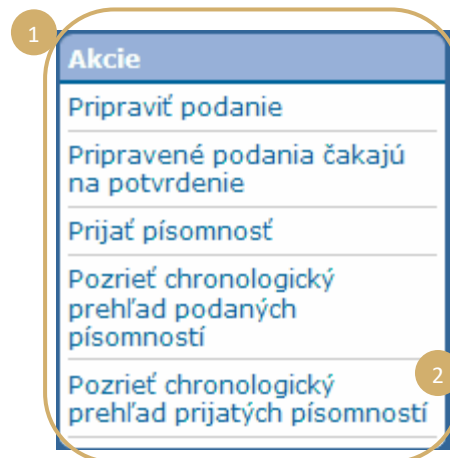 1
Akcie
Pripraviť podanie
Pripravené podania čakajú
na potvrdenie
Prijať písomnosť
Pozrieť chronologický
prehľad podaných
písomností
Pozrieť chronologický
prehľad prijatých písomností
2